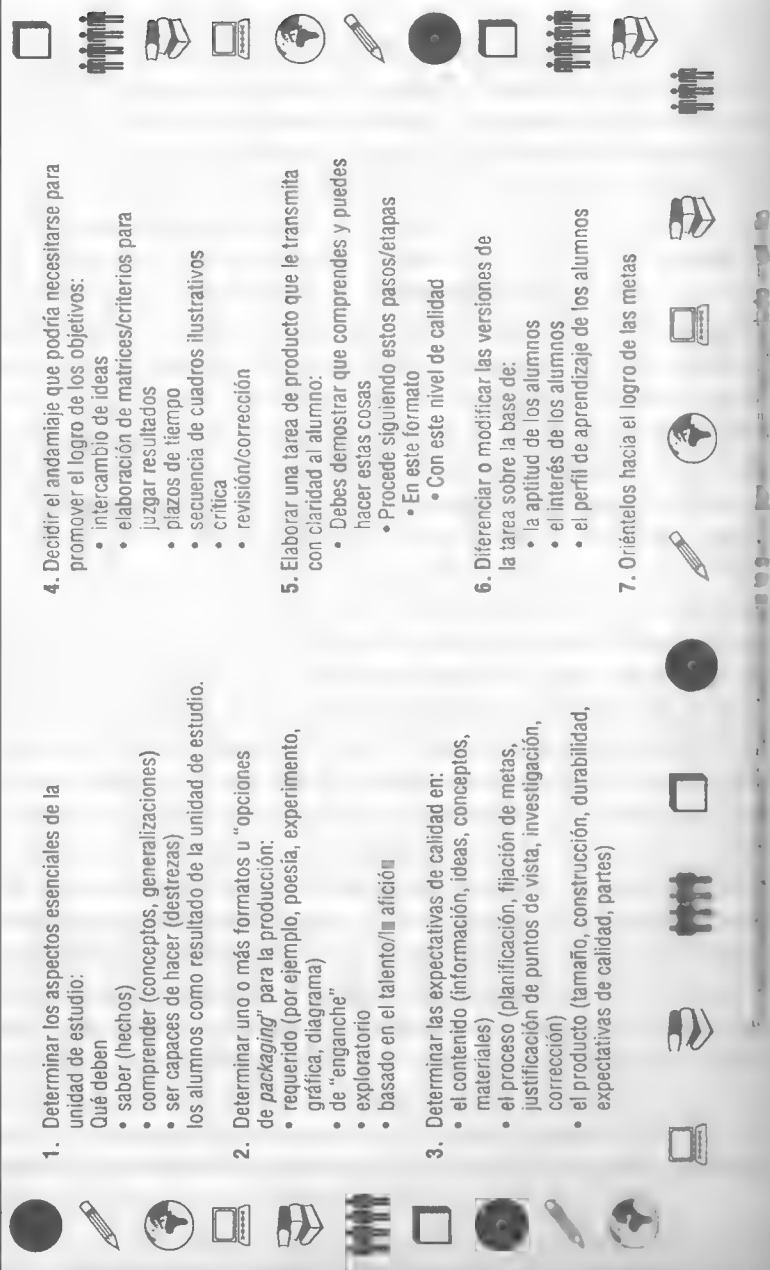 1. Determinar los aspectos esenciales de la
unidad de estudio:
Qué deben
• saber (hechos)
• comprender (conceptos, generalizaciones)
• ser capaces de hacer (destrezas)
los alumnos como resultado de la unidad de estudio.
2. Determinar uno o más formatos u "opciones
de packaging" para la producción:
• requerido (por ejemplo, poesía, experimento,
gráfica, diagrama)
• de "enganche"
• exploratorio
• basado en el talento/la afición
3. Determinar las expectativas de calidad en:
• el contenido (información, ideas, conceptos,
materiales)
• el proceso (planificación, fijación de metas,
justificación de puntos de vista, investigación,
corrección)
• el producto (tamaño, construcción, durabilidad,
expectativas de calidad, partes)
4. Decidir el andamiaje que podría necesitarse para
promover el logro de los objetivos:
• intercambio de ideas
• elaboración de matrices/criterios para
juzgar resultados
• plazos de tiempo
• secuencia de cuadros ilustrativos
• crítica
• revisión/corrección
5. Elaborar una tarea de producto que le transmita
con claridad al alumno:
• Debes demostrar que comprendes y puedes
hacer estas cosas
• Procede siguiendo estos pasos/etapas
• En este formato
• Con este nivel de calidad
6. Diferenciar o modificar las versiones de
la tarea sobre la base de:
• la aptitud de los alumnos
• el interés de los alumnos
• el perfil de aprendizaje de los alumnos
7. Oriéntelos hacia el logro de las metas